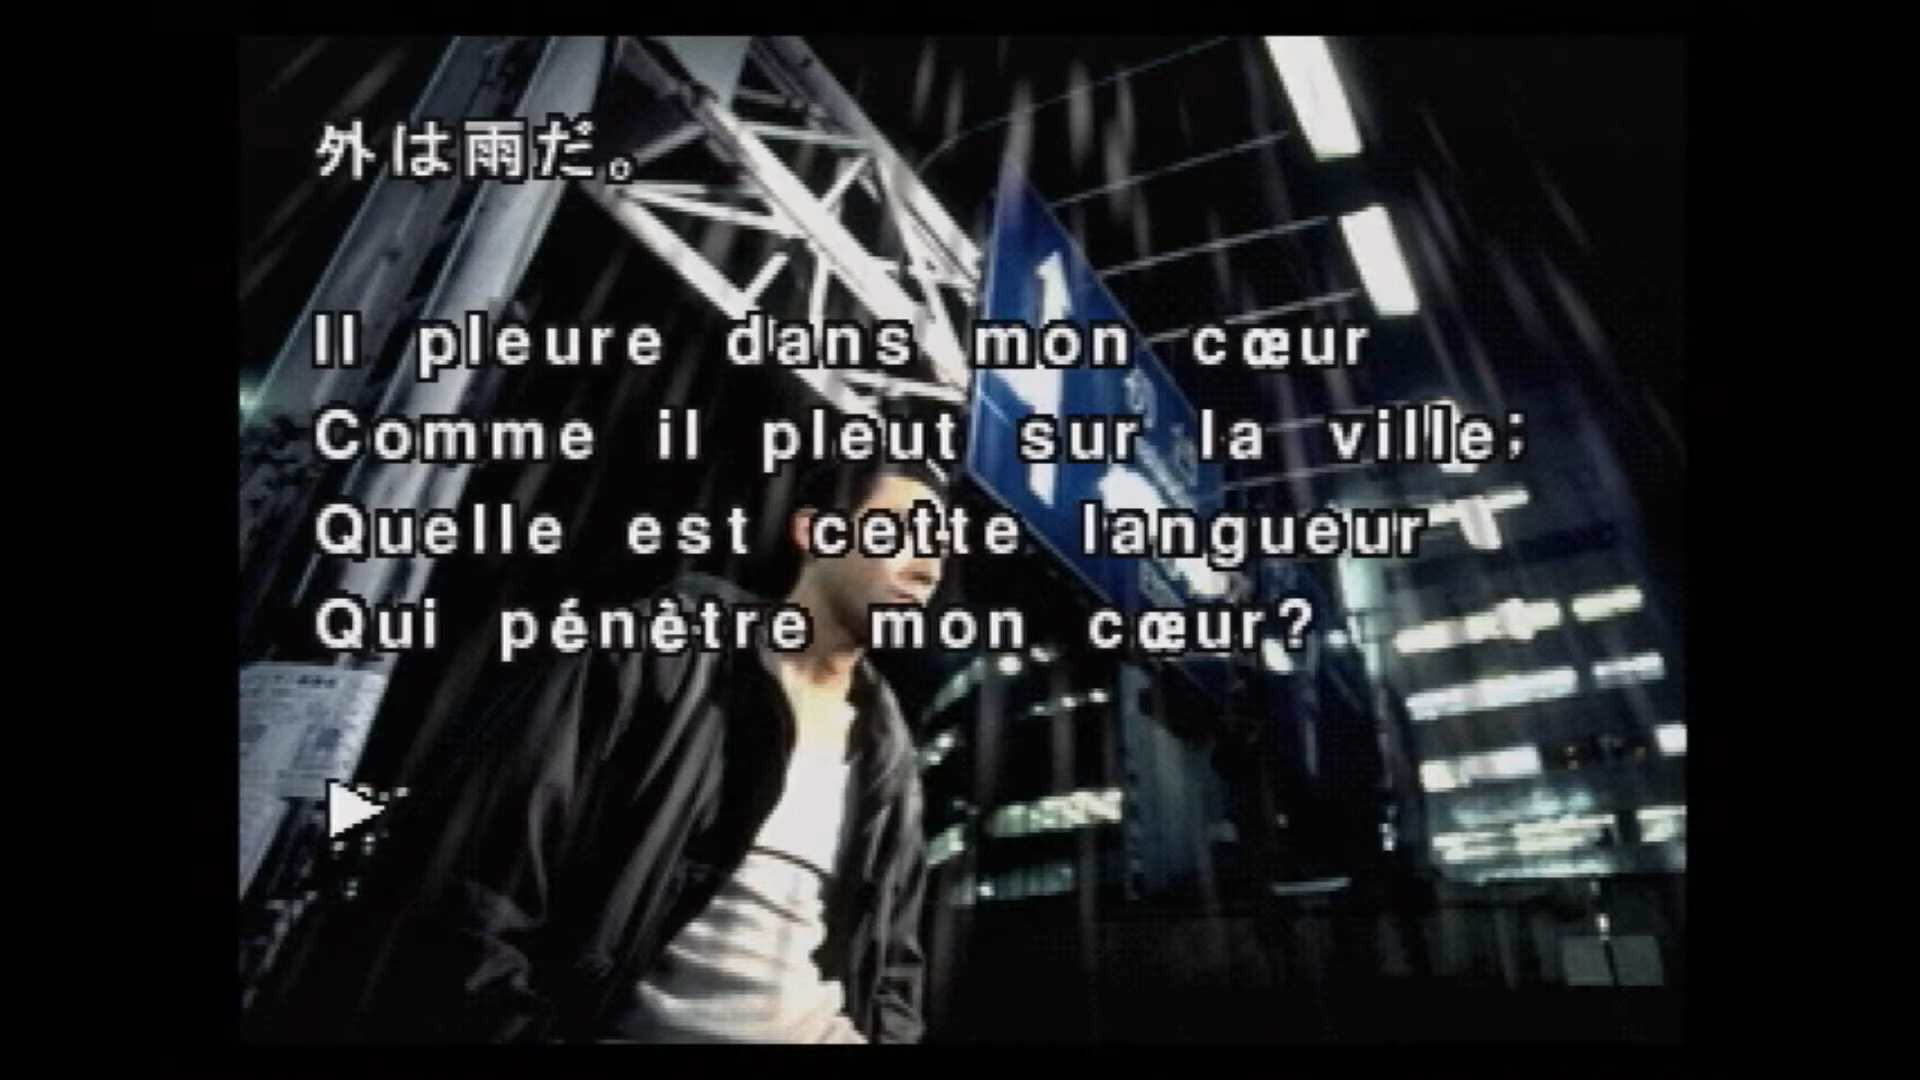 外は雨だ。
Il pleure dans mon cœur
Comme il pleut sur la ville;
Quelle est cette langueur
Qui pénètre mon cœur?